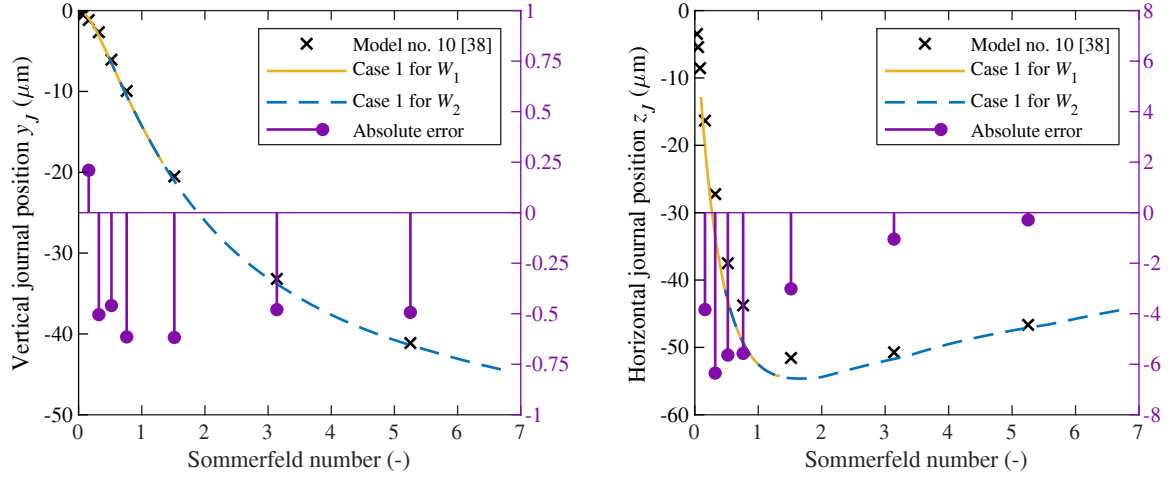 Vertical journal position y_J (μm)
0
-10
-20
-30
-40
-50
0 1 2 3 4 5 6 7
Sommerfeld number (-)
1
0.75
0.5
0.25
0
-0.25
-0.5
-0.75
-1
Model no. 10 [38]
Case 1 for W_1
Case 1 for W_2
Absolute error
Horizontal journal position z_J (μm)
0
-10
-20
-30
-40
-50
-60
0 1 2 3 4 5 6 7
Sommerfeld number (-)
8
6
4
2
0
-2
-4
-6
-8
Model no. 10 [38]
Case 1 for W_1
Case 1 for W_2
Absolute error